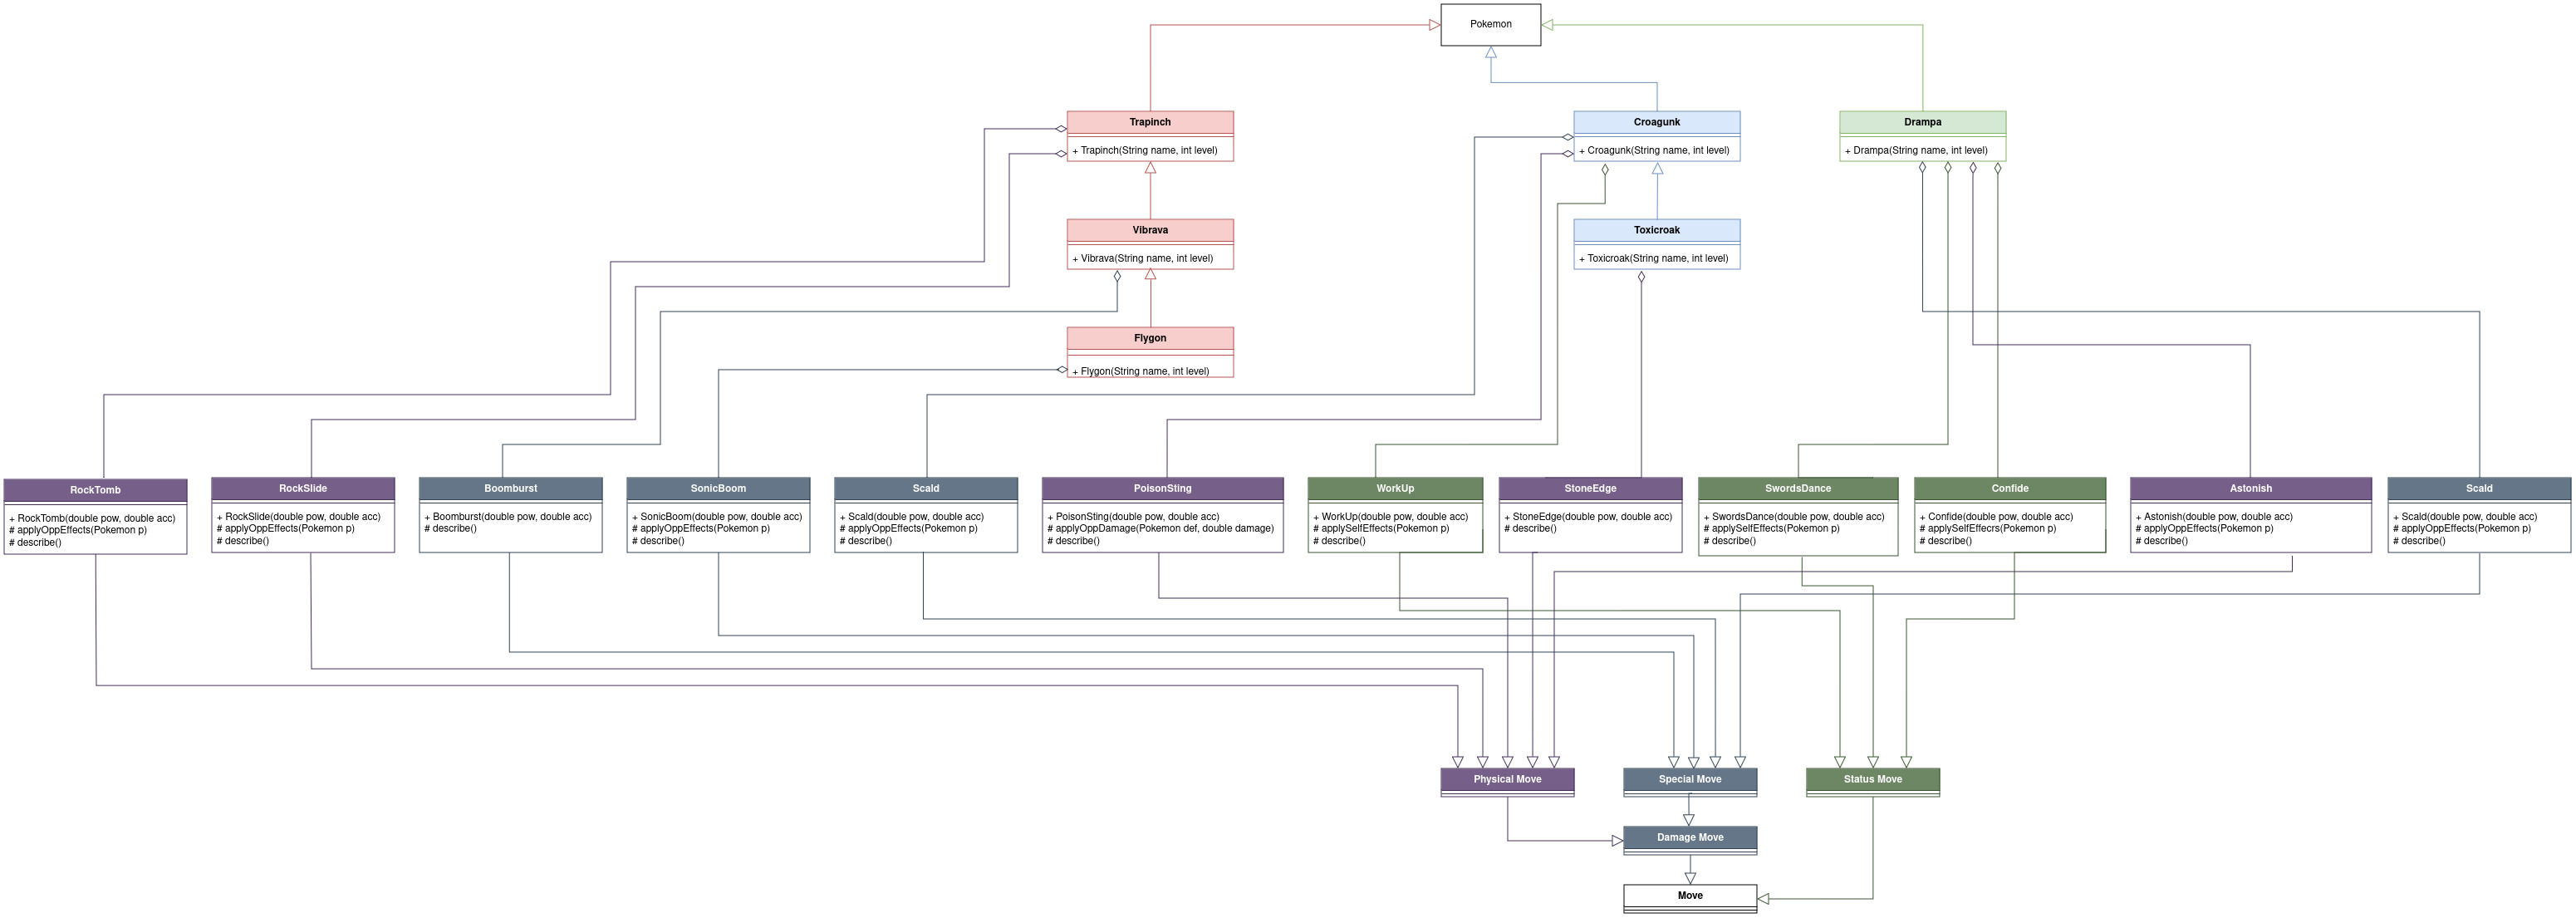 Pokemon
Trapinch
+ Trapinch(String name, int level)
Croagunk
+ Croagunk(String name, int level)
Drampa
+ Drampa(String name, int level)
Vibrava
+ Vibrava(String name, int level)
Toxicroak
+ Toxicroak(String name, int level)
Flygon
+ Flygon(String name, int level)
RockTomb
+ RockTomb(double pow, double acc)
# applyOppEffects(Pokemon p)
# describe()
RockSlide
+ RockSlide(double pow, double acc)
# applyOppEffects(Pokemon p)
# describe()
Boomburst
+ Boomburst(double pow, double acc)
# describe()
SonicBoom
+ SonicBoom(double pow, double acc)
# applyOppEffects(Pokemon p)
# describe()
Scald
+ Scald(double pow, double acc)
# applyOppEffects(Pokemon p)
# describe()
PoisonSting
+ PoisonSting(double pow, double acc)
# applyOppDamage(Pokemon def, double damage)
# describe()
WorkUp
+ WorkUp(double pow, double acc)
# applySelfEffects(Pokemon p)
# describe()
StoneEdge
+ StoneEdge(double pow, double acc)
# describe()
SwordsDance
+ SwordsDance(double pow, double acc)
# applySelfEffects(Pokemon p)
# describe()
Confide
+ Confide(double pow, double acc)
# applySelfEffecrs(Pokemon p)
# describe()
Astonish
+ Astonish(double pow, double acc)
# applyOppEffects(Pokemon p)
# describe()
Scald
+ Scald(double pow, double acc)
# applyOppEffects(Pokemon p)
# describe()
Physical Move
Special Move
Status Move
Damage Move
Move